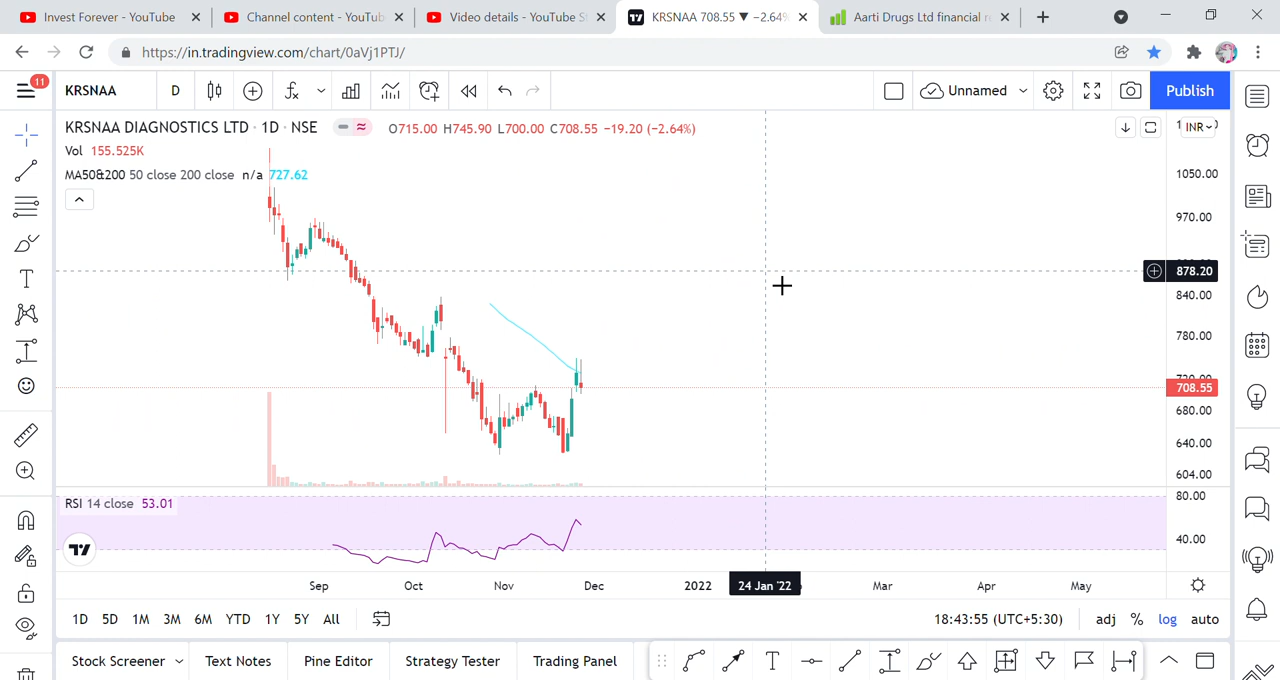 Invest Forever - YouTube
Channel content - YouTub
Video details - YouTube S
KRSNAA 708.55 ▼ −2.64%
Aarti Drugs Ltd financial r
https://in.tradingview.com/chart/0aVj1PTJ/
11
KRSNAA
D
Unnamed
Publish
KRSNAA DIAGNOSTICS LTD · 1D · NSE
O715.00 H745.90 L700.00 C708.55 −19.20 (−2.64%)
INR
Vol 155.525K
MA50&200 50 close 200 close n/a 727.62
1050.00
970.00
878.20
840.00
780.00
720.00
708.55
680.00
640.00
604.00
RSI 14 close 53.01
80.00
40.00
Sep Oct Nov Dec 2022 24 Jan '22 Mar Apr May
1D 5D 1M 3M 6M YTD 1Y 5Y All
18:43:55 (UTC+5:30) adj % log auto
Stock Screener Text Notes Pine Editor Strategy Tester Trading Panel